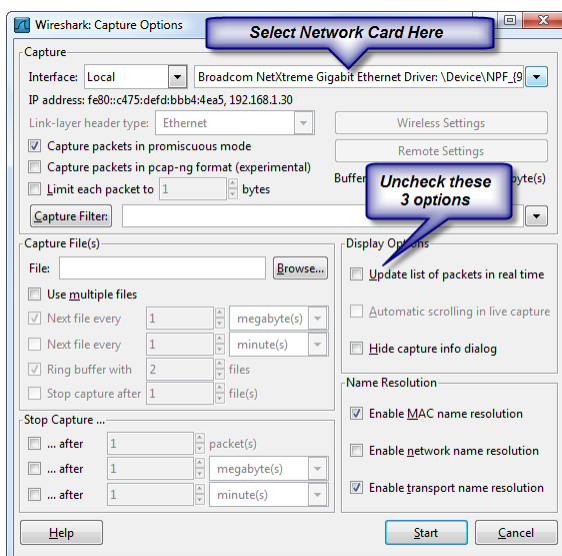 Wireshark: Capture Options
Select Network Card Here
Capture
Interface: Local Broadcom NetXtreme Gigabit Ethernet Driver: \Device\NPF_{9
IP address: fe80::c475:defd:bbb4:4ea5, 192.168.1.30
Link-layer header type: Ethernet
Wireless Settings
Capture packets in promiscuous mode
Remote Settings
Capture packets in pcap-ng format (experimental)
Limit each packet to 1 bytes
Uncheck these
3 options
Capture Filter:
Capture File(s)
File: Browse...
Use multiple files
Next file every 1 megabyte(s)
Next file every 1 minute(s)
Ring buffer with 2 files
Stop capture after 1 file(s)
Stop Capture ...
... after 1 packet(s)
... after 1 megabyte(s)
... after 1 minute(s)
Display Options
Update list of packets in real time
Automatic scrolling in live capture
Hide capture info dialog
Name Resolution
Enable MAC name resolution
Enable network name resolution
Enable transport name resolution
Help Start Cancel